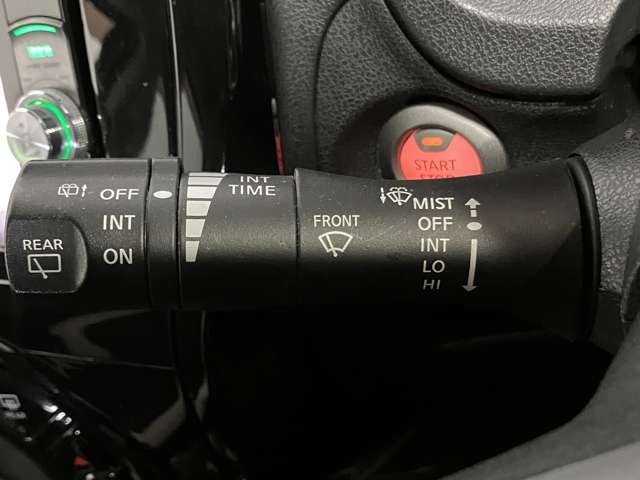 START
OFF
INT
ON
REAR
INT
TIME
FRONT
MIST
OFF
INT
LO
HI